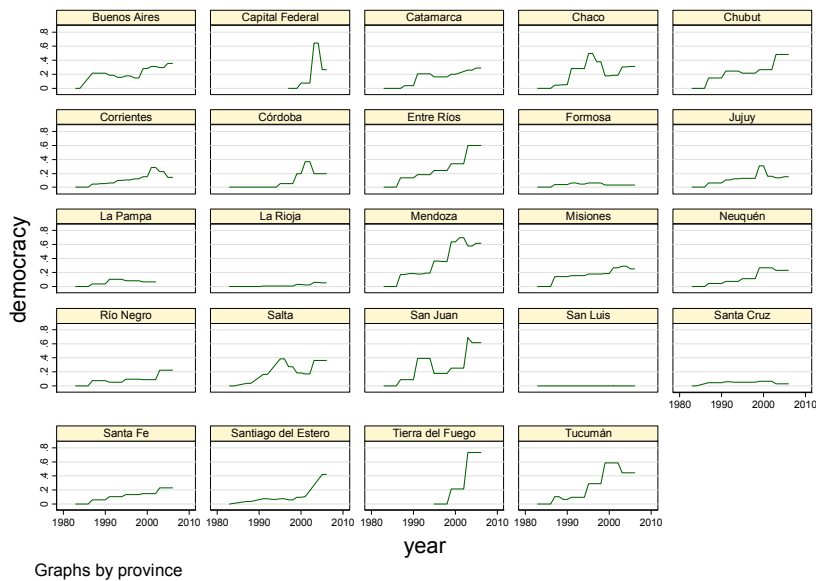 Buenos Aires Capital Federal Catamarca Chaco Chubut
0 .2 .4 .6 .8
Corrientes Córdoba Entre Ríos Formosa Jujuy
0 .2 .4 .6 .8
La Pampa La Rioja Mendoza Misiones Neuquén
0 .2 .4 .6 .8
democracy
Río Negro Salta San Juan San Luis Santa Cruz
0 .2 .4 .6 .8
1980 1990 2000 2010
Santa Fe Santiago del Estero Tierra del Fuego Tucumán
0 .2 .4 .6 .8
1980 1990 2000 2010 1980 1990 2000 2010 1980 1990 2000 2010 1980 1990 2000 2010
year
Graphs by province